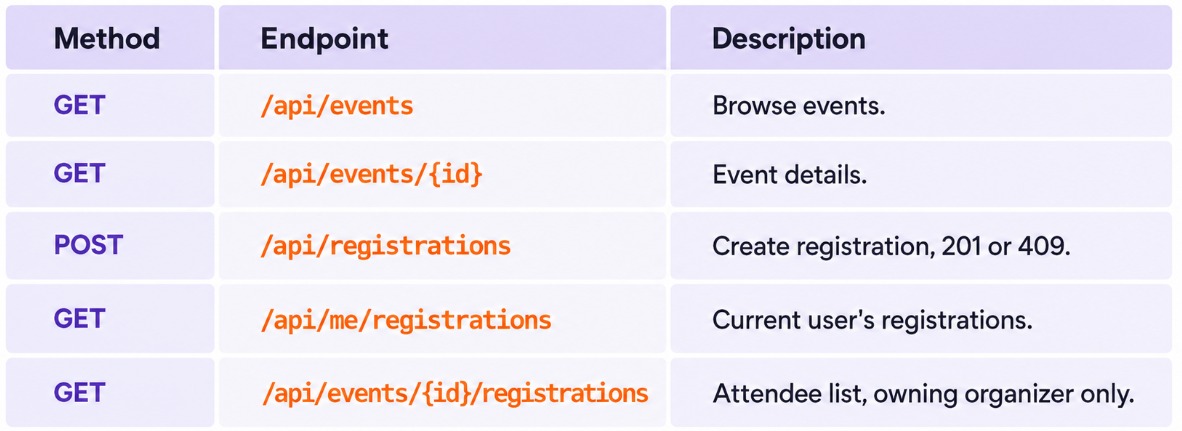 Method Endpoint Description
GET /api/events Browse events.
GET /api/events/{id} Event details.
POST /api/registrations Create registration, 201 or 409.
GET /api/me/registrations Current user's registrations.
GET /api/events/{id}/registrations Attendee list, owning organizer only.